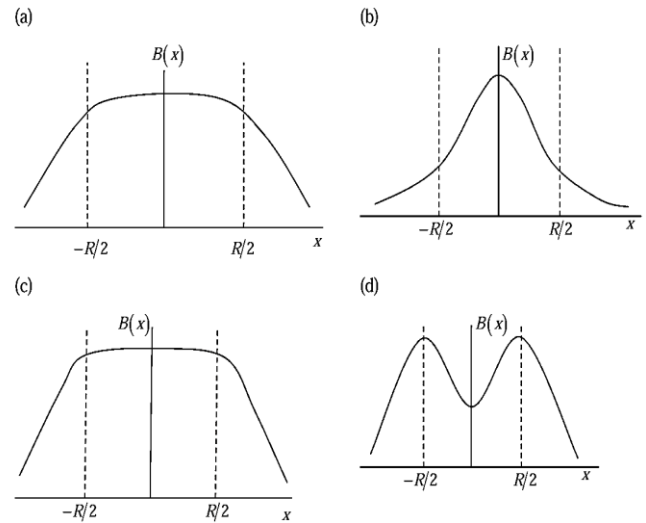 (a)
B(x)
-R/2
R/2
x
(b)
B(x)
-R/2
R/2
x
(c)
B(x)
-R/2
R/2
x
(d)
B(x)
-R/2
R/2
x